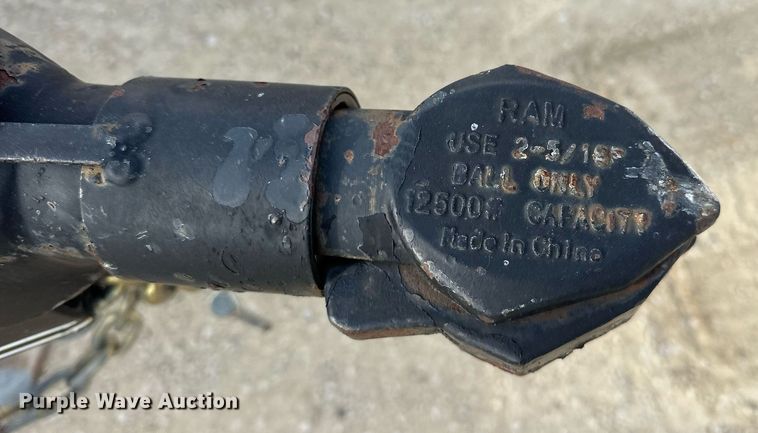 RAM
USE 2-5/16"
BALL ONLY
12500# CAPACITY
Made In China
Purple Wave Auction